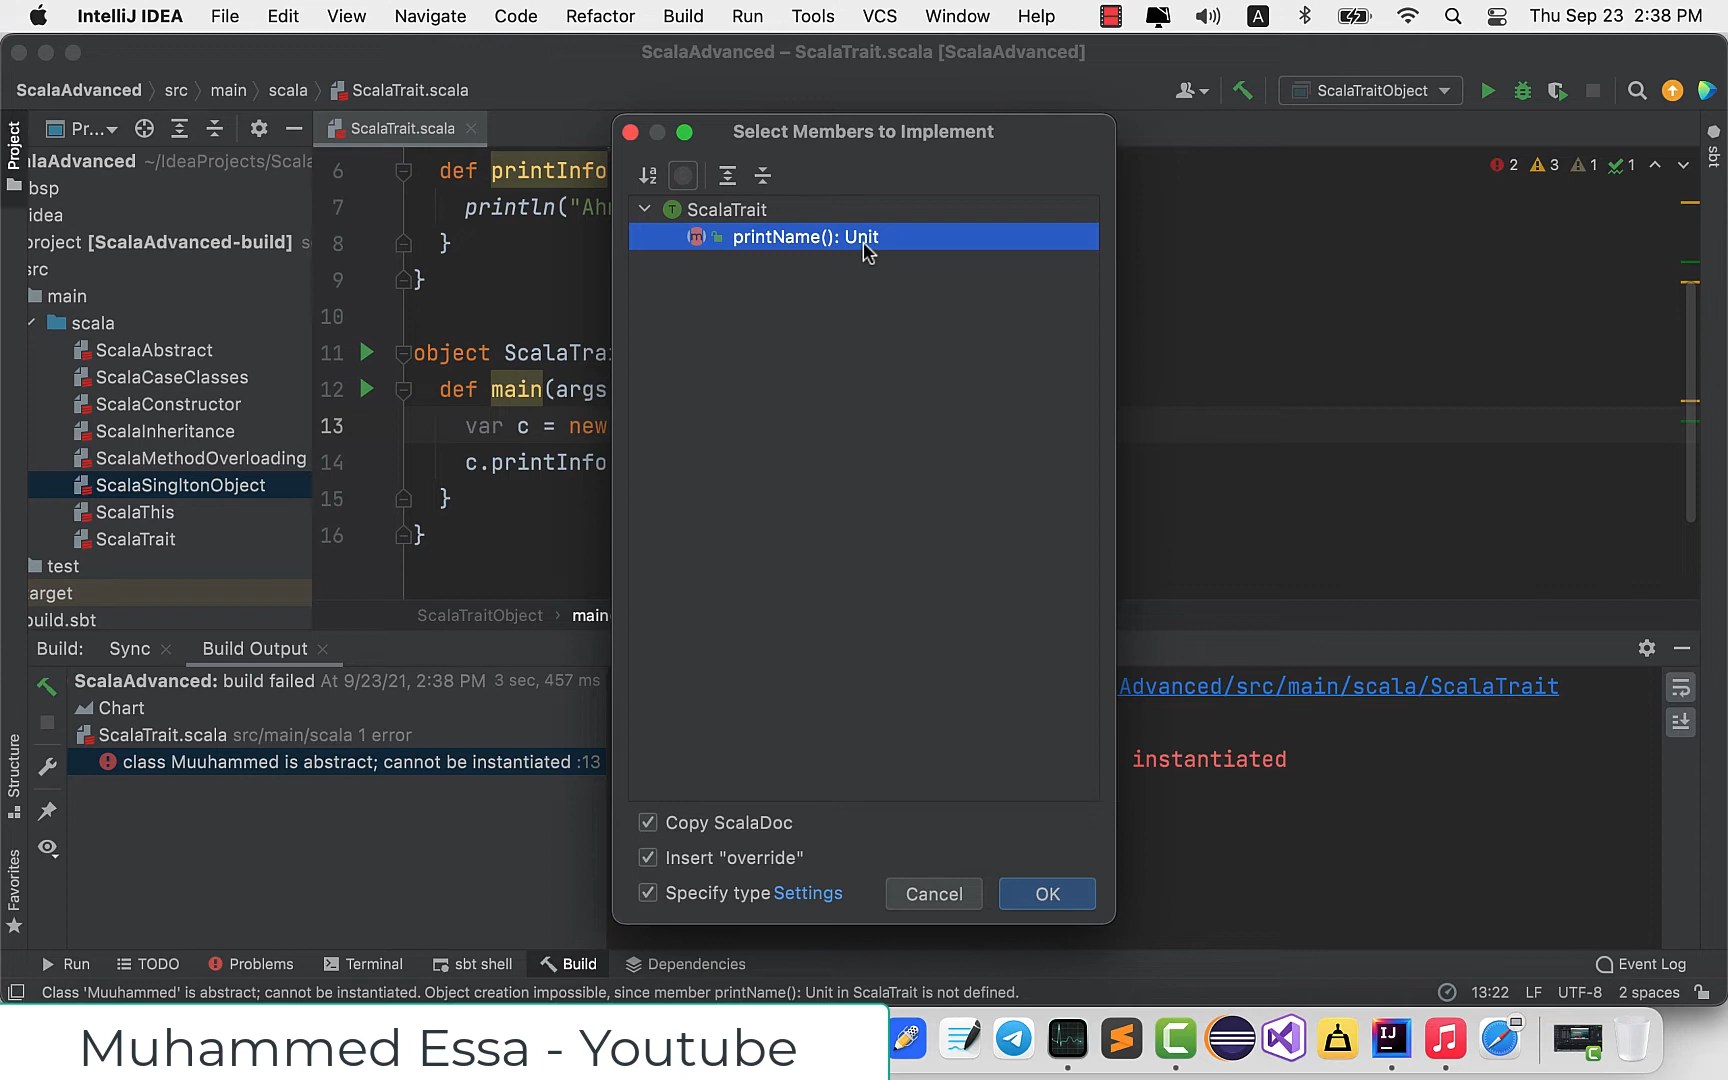 IntelliJ IDEA File Edit View Navigate Code Refactor Build Run Tools VCS Window Help A Thu Sep 23 2:38 PM
ScalaAdvanced – ScalaTrait.scala [ScalaAdvanced]
ScalaAdvanced src main scala ScalaTrait.scala ScalaTraitObject
Project
Pr... ScalaTrait.scala
laAdvanced ~/IdeaProjects/Scala
bsp
idea
project [ScalaAdvanced-build]
src
main
scala
ScalaAbstract
ScalaCaseClasses
ScalaConstructor
ScalaInheritance
ScalaMethodOverloading
ScalaSingltonObject
ScalaThis
ScalaTrait
test
arget
build.sbt
6 def printInfo
7 println("Ah
8 }
9 }
10
11 object ScalaTra
12 def main(args
13 var c = new
14 c.printInfo
15 }
16 }
ScalaTraitObject main
2 3 1 1
sbt
Select Members to Implement
ScalaTrait
printName(): Unit
Copy ScalaDoc
Insert "override"
Specify type Settings
Cancel OK
Build: Sync Build Output
ScalaAdvanced: build failed At 9/23/21, 2:38 PM 3 sec, 457 ms
Chart
ScalaTrait.scala src/main/scala 1 error
class Muuhammed is abstract; cannot be instantiated :13
Advanced/src/main/scala/ScalaTrait
instantiated
Structure
Favorites
Run TODO Problems Terminal sbt shell Build Dependencies Event Log
Class 'Muuhammed' is abstract; cannot be instantiated. Object creation impossible, since member printName(): Unit in ScalaTrait is not defined. 13:22 LF UTF-8 2 spaces
Muhammed Essa - Youtube